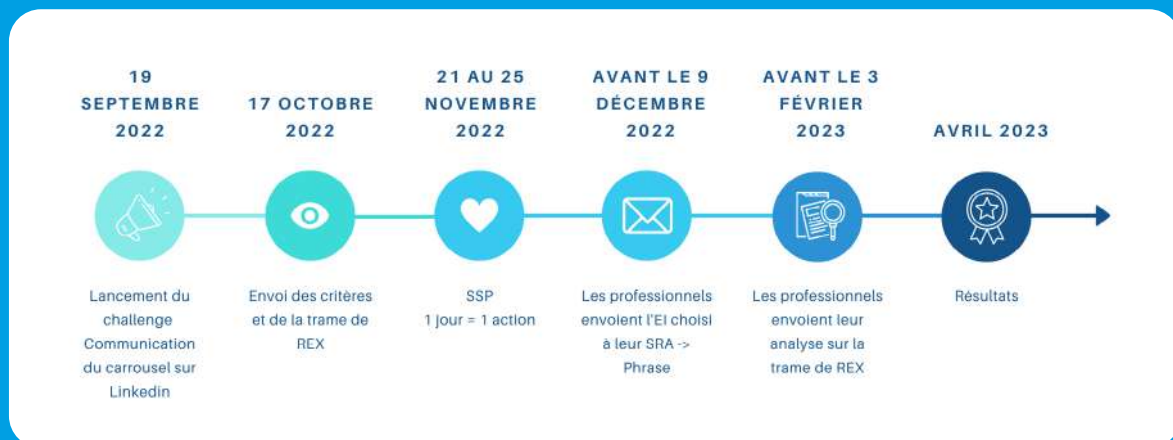 19
SEPTEMBRE
2022
17 OCTOBRE
2022
21 AU 25
NOVEMBRE
2022
AVANT LE 9
DÉCEMBRE
2022
AVANT LE 3
FÉVRIER
2023
AVRIL 2023
Lancement du
challenge
Communication
du carrousel sur
Linkedin
Envoi des critères
et de la trame de
REX
SSP
1 jour = 1 action
Les professionnels
envoient l'EI choisi
à leur SRA ->
Phrase
Les professionnels
envoient leur
analyse sur la
trame de REX
Résultats